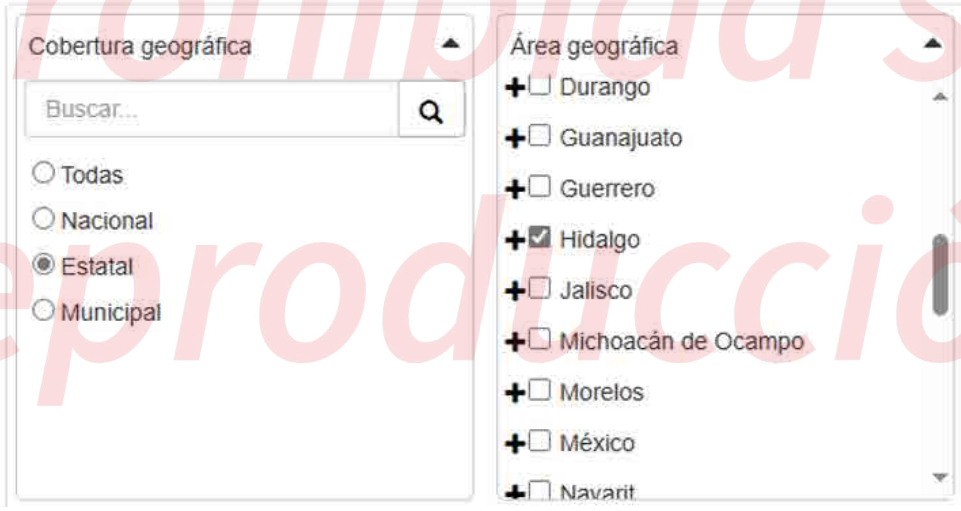 Cobertura geográfica
Buscar...
Todas
Nacional
Estatal
Municipal
Área geográfica
Durango
Guanajuato
Guerrero
Hidalgo
Jalisco
Michoacán de Ocampo
Morelos
México
Nayarit